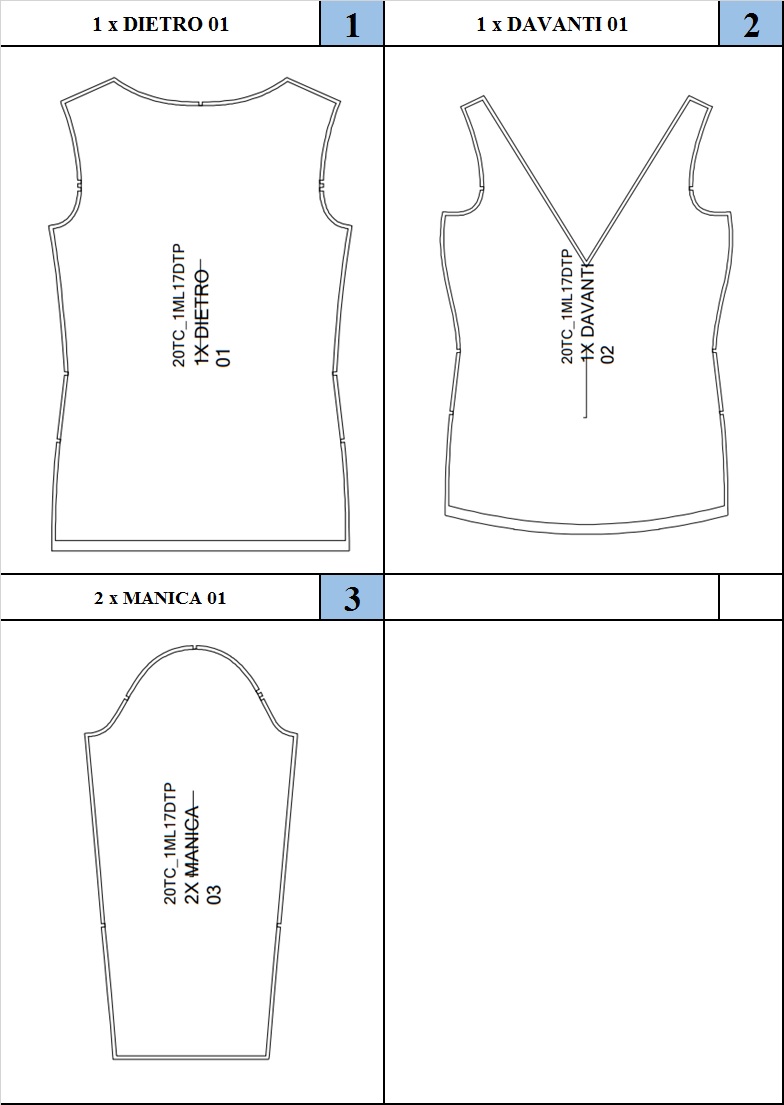 1 x DIETRO 01
1
1 x DAVANTI 01
2
20TC_1ML17DTP
1X DIETRO
01
20TC_1ML17DTP
1X DAVANTI
02
2 x MANICA 01
3
20TC_1ML17DTP
2X MANICA
03